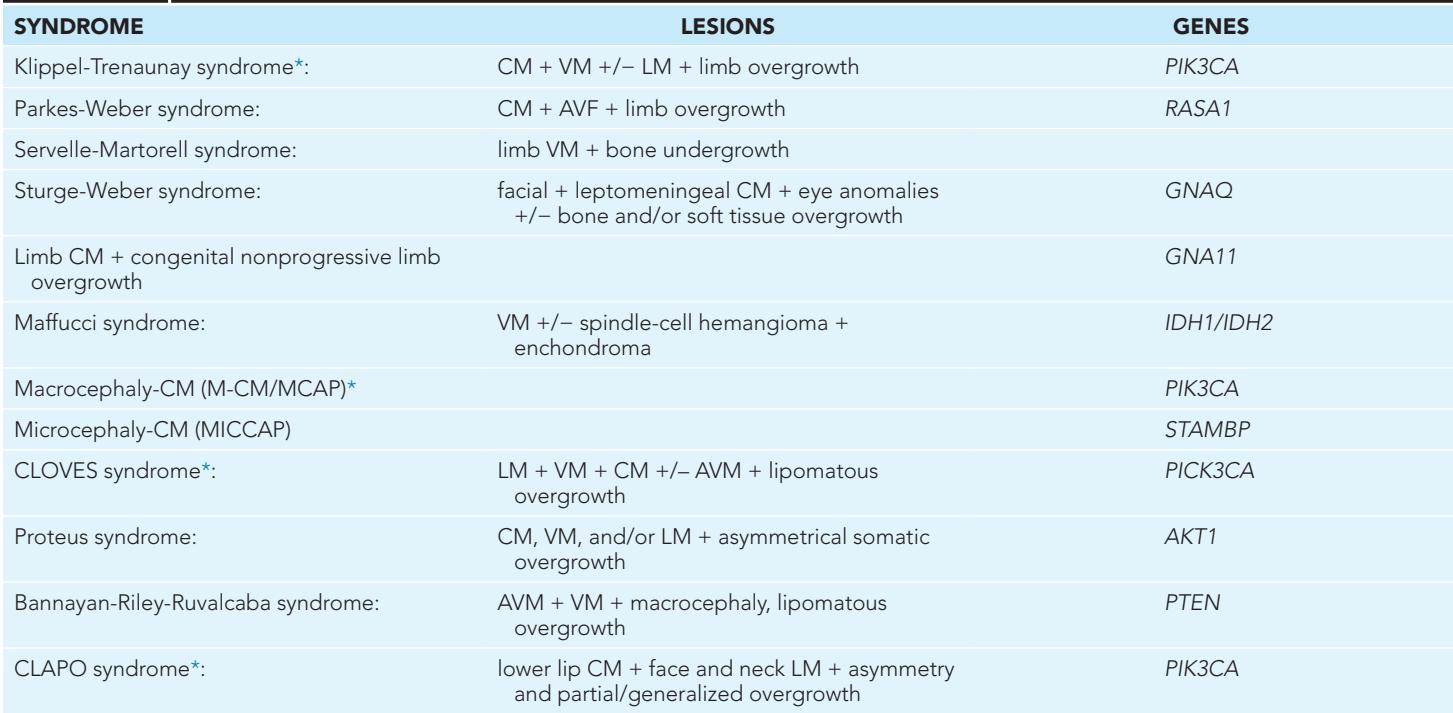 SYNDROME LESIONS GENES
Klippel-Trenaunay syndrome*: CM + VM +/− LM + limb overgrowth PIK3CA
Parkes-Weber syndrome: CM + AVF + limb overgrowth RASA1
Servelle-Martorell syndrome: limb VM + bone undergrowth
Sturge-Weber syndrome: facial + leptomeningeal CM + eye anomalies GNAQ
+/− bone and/or soft tissue overgrowth
Limb CM + congenital nonprogressive limb GNA11
overgrowth
Maffucci syndrome: VM +/− spindle-cell hemangioma + IDH1/IDH2
enchondroma
Macrocephaly-CM (M-CM/MCAP)* PIK3CA
Microcephaly-CM (MICCAP) STAMBP
CLOVES syndrome*: LM + VM + CM +/– AVM + lipomatous PICK3CA
overgrowth
Proteus syndrome: CM, VM, and/or LM + asymmetrical somatic AKT1
overgrowth
Bannayan-Riley-Ruvalcaba syndrome: AVM + VM + macrocephaly, lipomatous PTEN
overgrowth
CLAPO syndrome*: lower lip CM + face and neck LM + asymmetry PIK3CA
and partial/generalized overgrowth